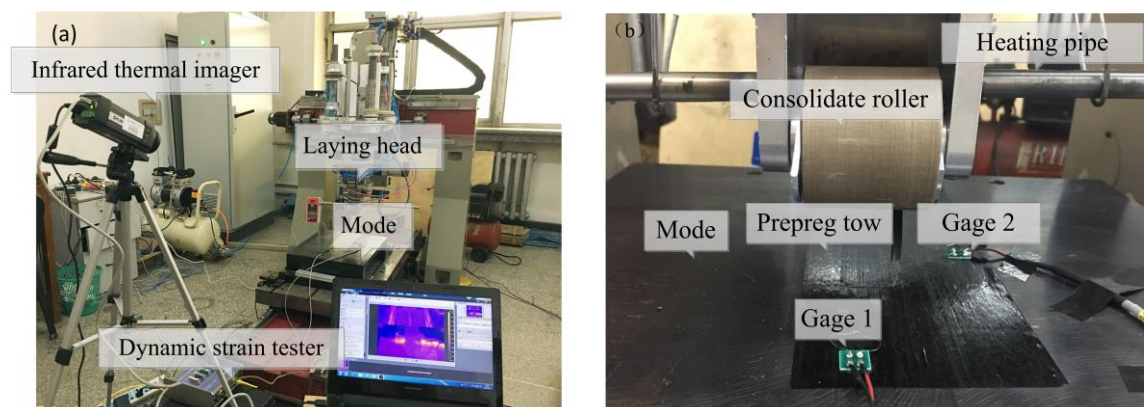 (a)
Infrared thermal imager
Laying head
Mode
Dynamic strain tester
(b)
Heating pipe
Consolidate roller
Mode
Prepreg tow
Gage 2
Gage 1